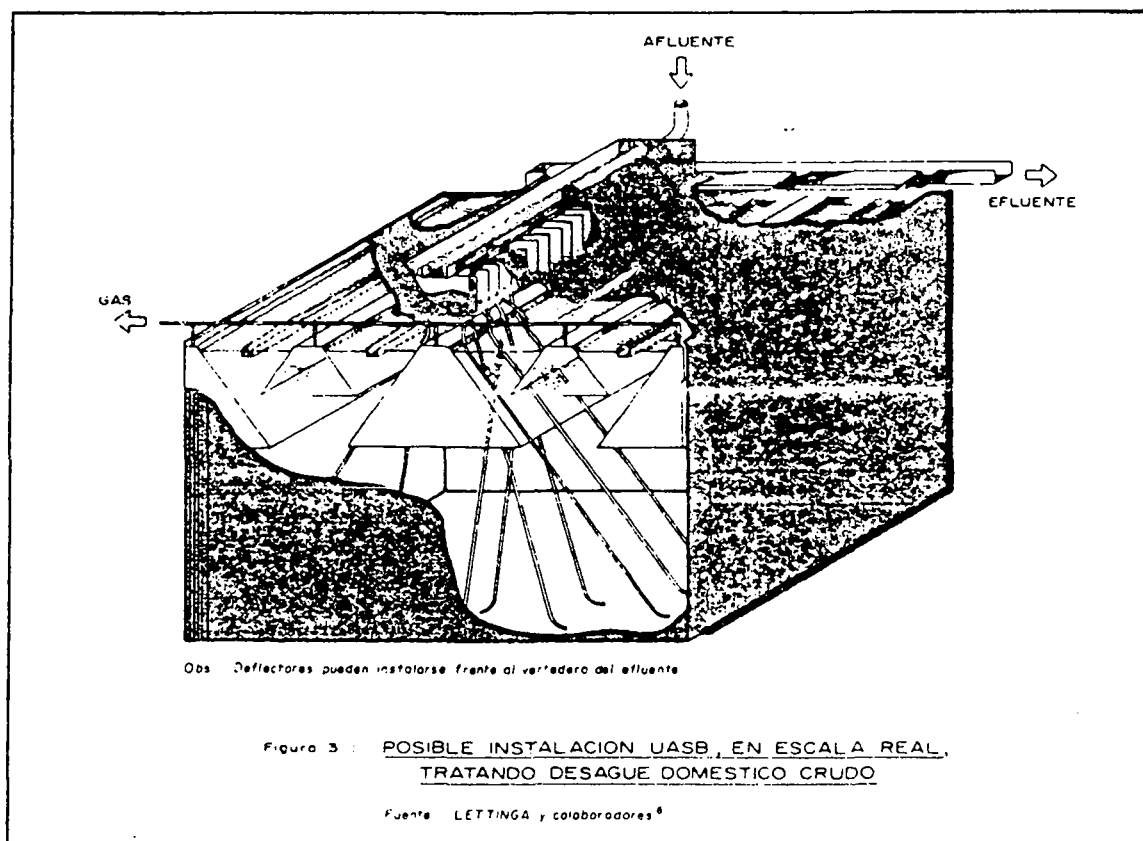 AFLUENTE
EFLUENTE
GAS
Obs Deflectores pueden instalarse frente al vertedero del efluente
Figura 3 : POSIBLE INSTALACION UASB, EN ESCALA REAL,
TRATANDO DESAGUE DOMESTICO CRUDO
Fuente LETTINGA y colaboradores 6